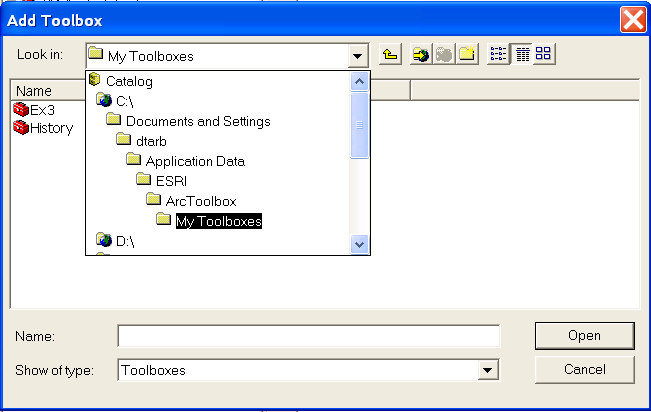 Add Toolbox
Look in: My Toolboxes
Name
Catalog
Ex3
C:\
History
Documents and Settings
dtarb
Application Data
ESRI
ArcToolbox
My Toolboxes
D:\
Name:
Open
Show of type: Toolboxes
Cancel